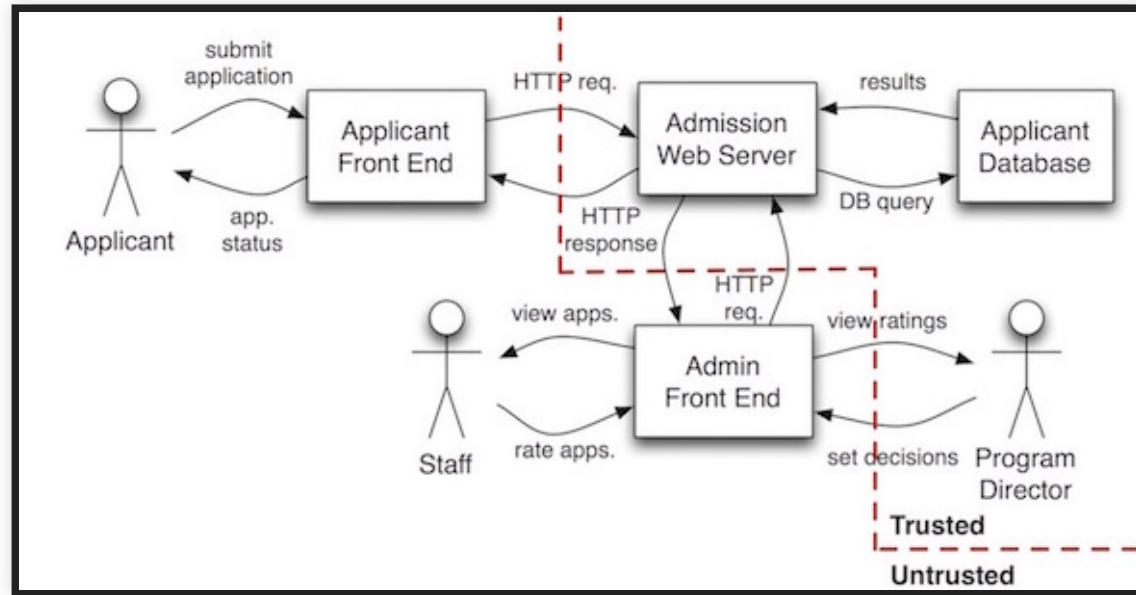 submit
application
HTTP req.
results
Applicant
Front End
Admission
Web Server
Applicant
Database
Applicant
app.
status
HTTP
response
DB query
HTTP
req.
view apps.
view ratings
Admin
Front End
Staff
rate apps.
set decisions
Program
Director
Trusted
Untrusted